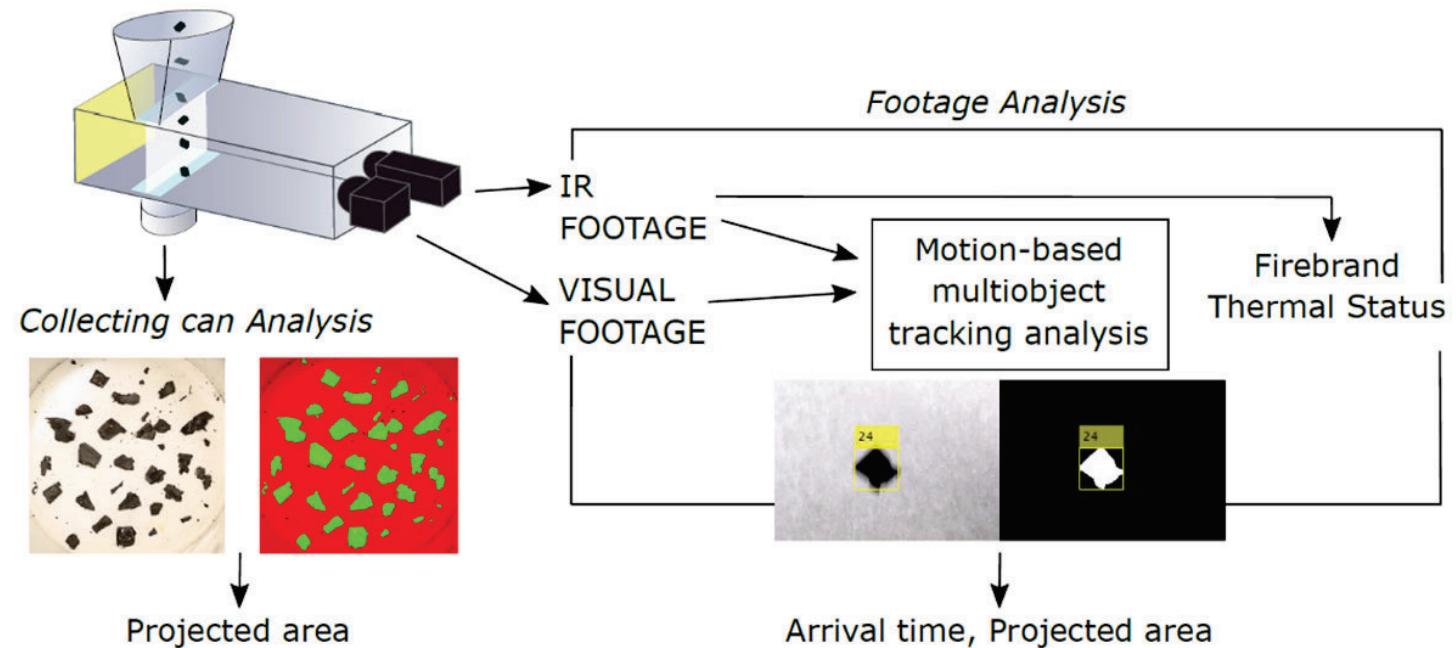 Footage Analysis
IR
FOOTAGE
VISUAL
FOOTAGE
Motion-based
multiobject
tracking analysis
Firebrand
Thermal Status
Collecting can Analysis
24
24
Projected area
Arrival time, Projected area